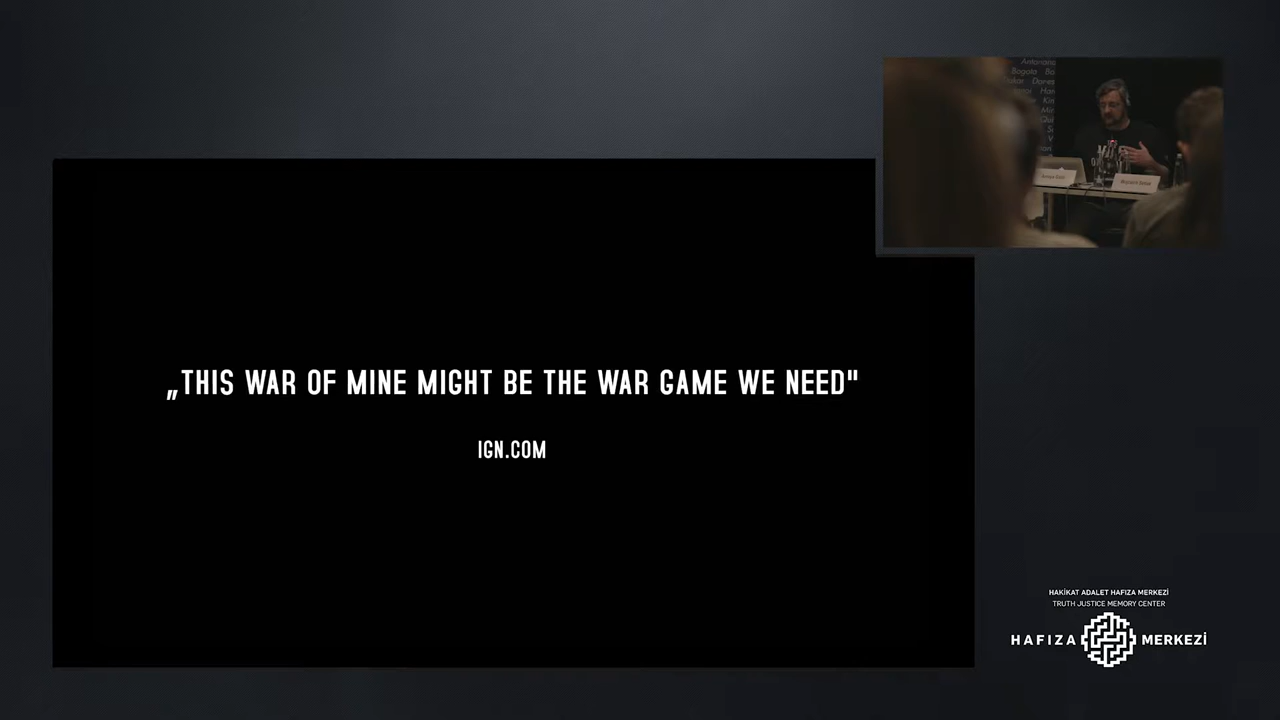 „THIS WAR OF MINE MIGHT BE THE WAR GAME WE NEED"
IGN.COM
Bogota
HAKİKAT ADALET HAFIZA MERKEZİ
TRUTH JUSTICE MEMORY CENTER
HAFIZA MERKEZİ